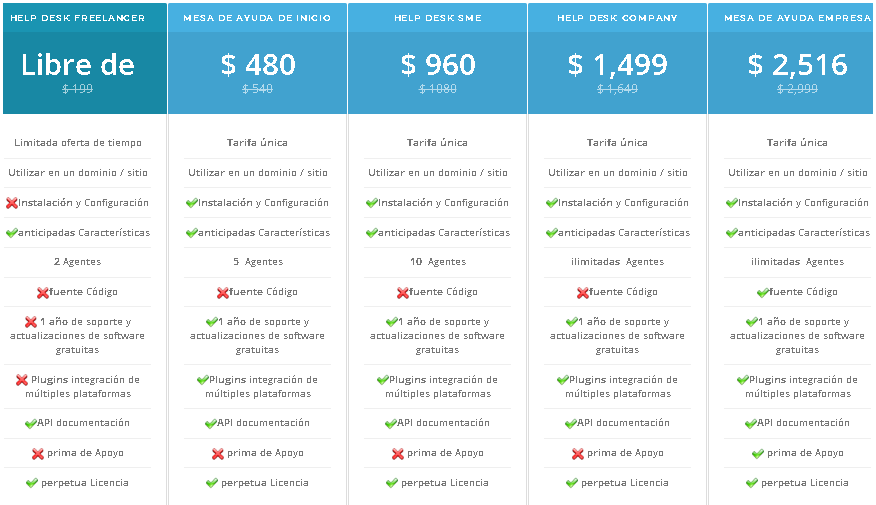 HELP DESK FREELANCER
Libre de
$ 199
Limitada oferta de tiempo
Utilizar en un dominio / sitio
Instalación y Configuración
anticipadas Características
2 Agentes
fuente Código
1 año de soporte y
actualizaciones de software
gratuitas
Plugins integración de
múltiples plataformas
API documentación
prima de Apoyo
perpetua Licencia
MESA DE AYUDA DE INICIO
$ 480
$ 540
Tarifa única
Utilizar en un dominio / sitio
Instalación y Configuración
anticipadas Características
5 Agentes
fuente Código
1 año de soporte y
actualizaciones de software
gratuitas
Plugins integración de
múltiples plataformas
API documentación
prima de Apoyo
perpetua Licencia
HELP DESK SME
$ 960
$ 1080
Tarifa única
Utilizar en un dominio / sitio
Instalación y Configuración
anticipadas Características
10 Agentes
fuente Código
1 año de soporte y
actualizaciones de software
gratuitas
Plugins integración de
múltiples plataformas
API documentación
prima de Apoyo
perpetua Licencia
HELP DESK COMPANY
$ 1,499
$ 1,649
Tarifa única
Utilizar en un dominio / sitio
Instalación y Configuración
anticipadas Características
ilimitadas Agentes
fuente Código
1 año de soporte y
actualizaciones de software
gratuitas
Plugins integración de
múltiples plataformas
API documentación
prima de Apoyo
perpetua Licencia
MESA DE AYUDA EMPRESA
$ 2,516
$ 2,999
Tarifa única
Utilizar en un dominio / sitio
Instalación y Configuración
anticipadas Características
ilimitadas Agentes
fuente Código
1 año de soporte y
actualizaciones de software
gratuitas
Plugins integración de
múltiples plataformas
API documentación
prima de Apoyo
perpetua Licencia